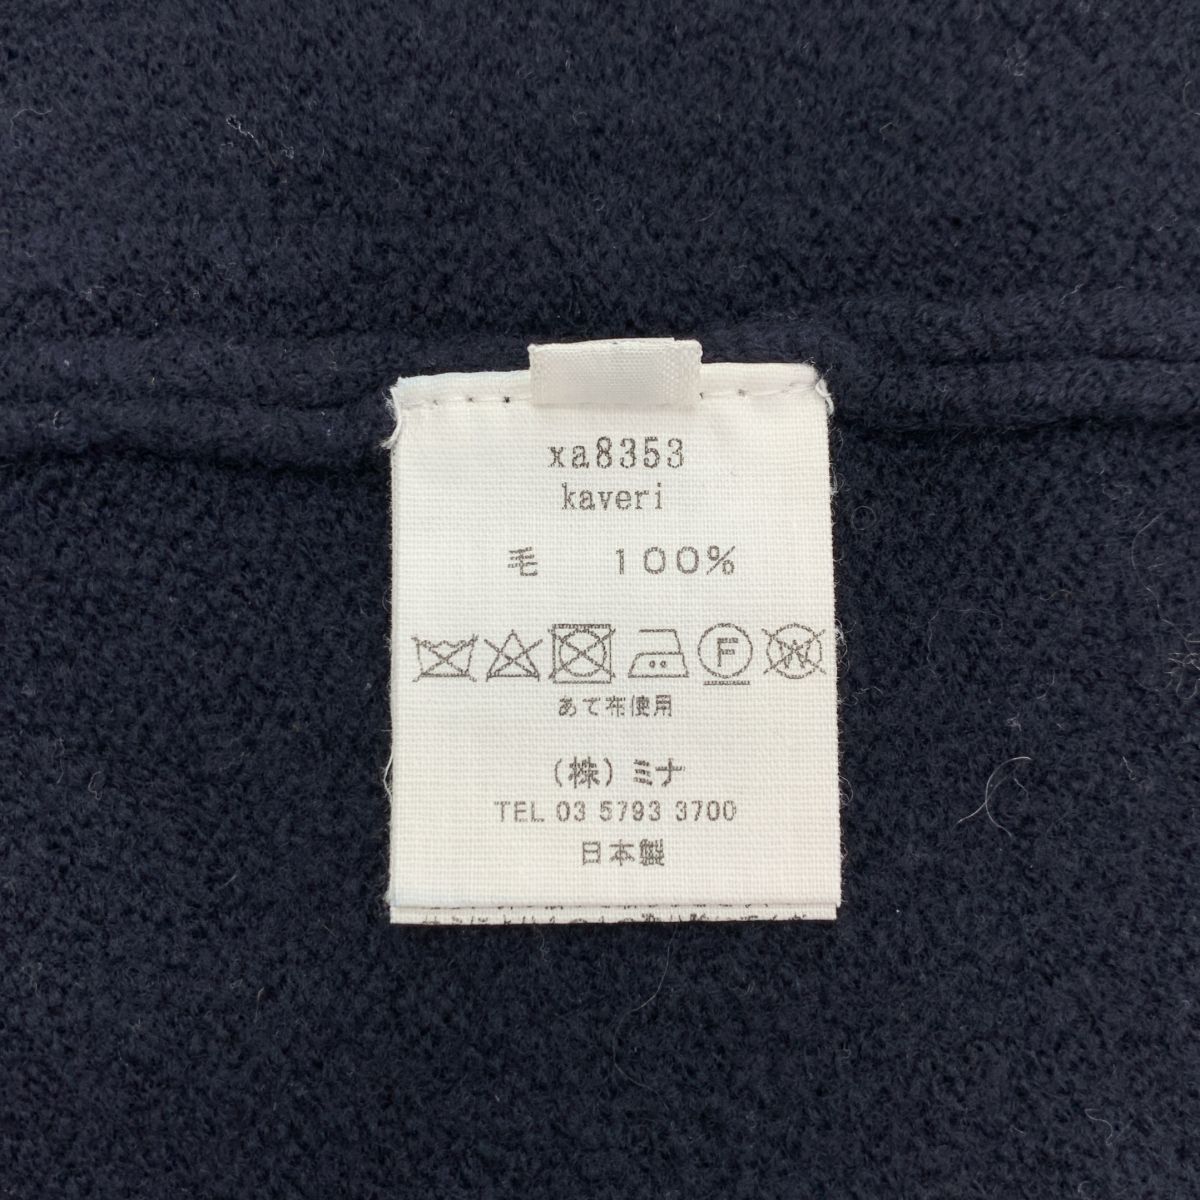 xa8353
kaveri
毛 100%
F W
あて布使用
（株）ミナ
TEL 03 5793 3700
日本製